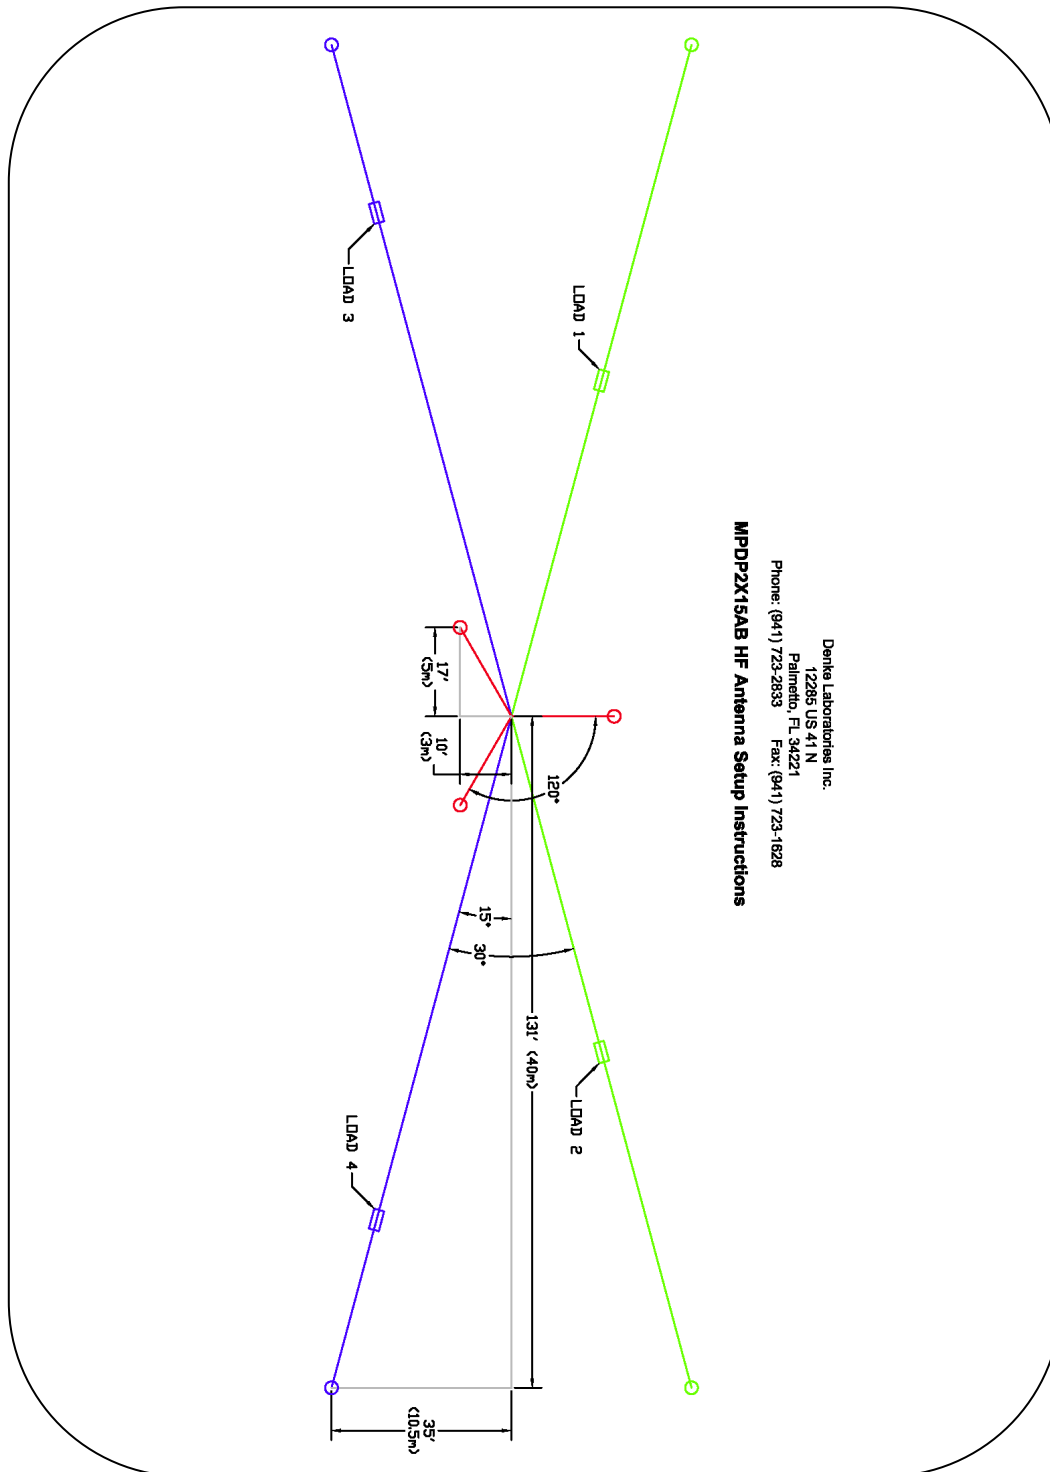 Denke Laboratories Inc.
12285 US 41 N
Palmetto, FL 34221
Phone: (941) 723-2833 Fax: (941) 723-1628
MPDP2X15AB HF Antenna Setup Instructions
LOAD 1
LOAD 2
120°
131' (40m)
30°
15°
17'
(5m)
10'
(3m)
35'
(10.5m)
LOAD 3
LOAD 4